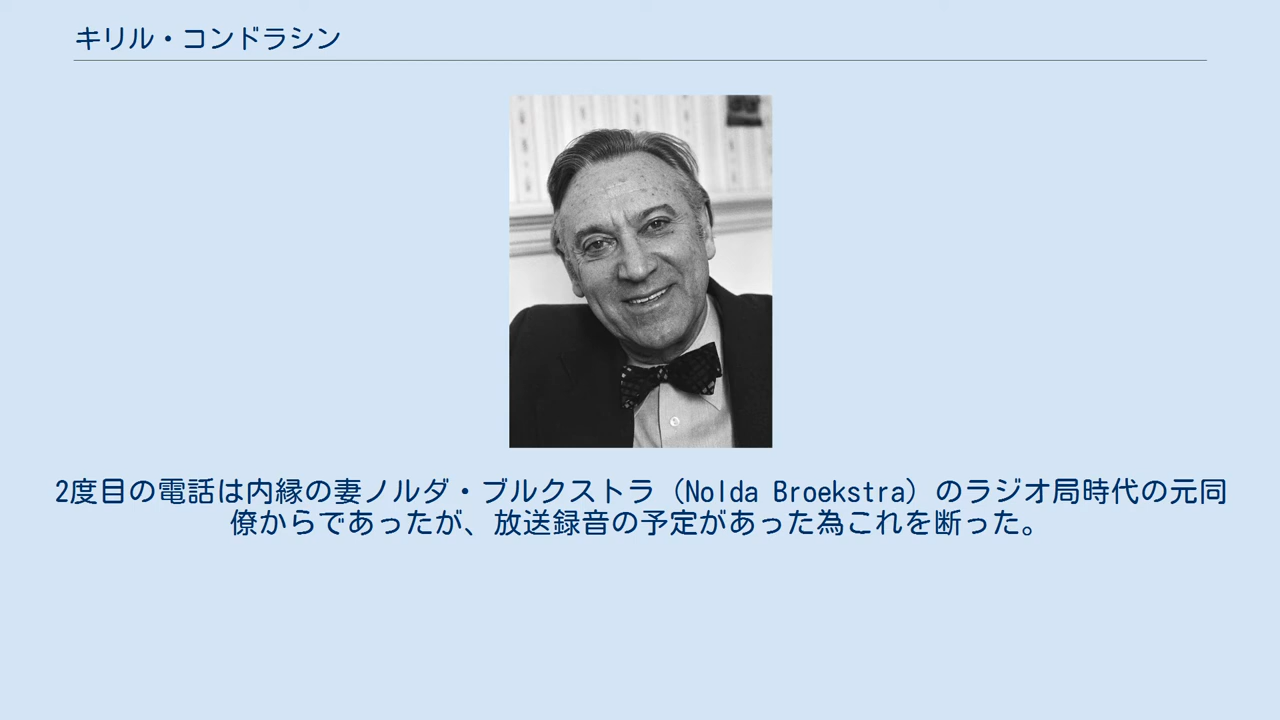 キリル・コンドラシン
2度目の電話は内縁の妻ノルダ・ブルクストラ（Nolda Broekstra）のラジオ局時代の元同
僚からであったが、放送録音の予定があった為これを断った。